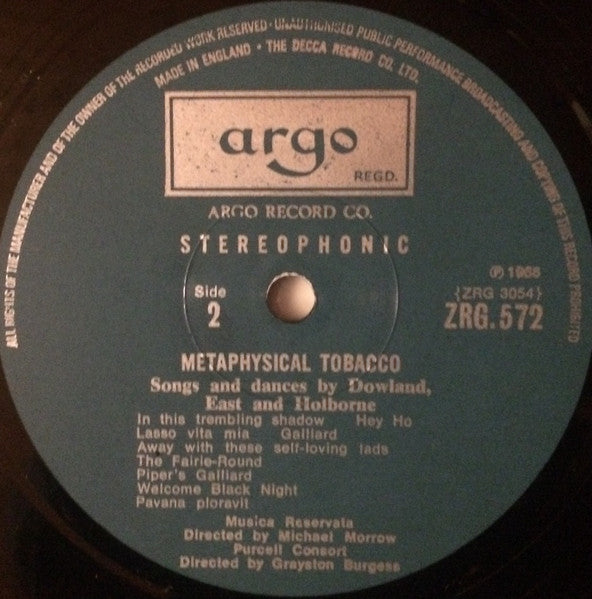 ALL RIGHTS OF THE MANUFACTURER AND OF THE OWNER OF THE RECORDED WORK RESERVED · UNAUTHORISED PUBLIC PERFORMANCE BROADCASTING AND COPYING OF THIS RECORD PROHIBITED
MADE IN ENGLAND · THE DECCA RECORD CO. LTD.
argo
REGD.
ARGO RECORD CO.
STEREOPHONIC
Ⓟ 1968
Side
2
{ZRG 3054}
ZRG.572
METAPHYSICAL TOBACCO
Songs and dances by Dowland,
East and Holborne
In this trembling shadow Hey Ho
Lasso vita mia Galliard
Away with these self-loving lads
The Fairie-Round
Piper's Galliard
Welcome Black Night
Pavana ploravit
Musica Reservata
Directed by Michael Morrow
Purcell Consort
Directed by Grayston Burgess